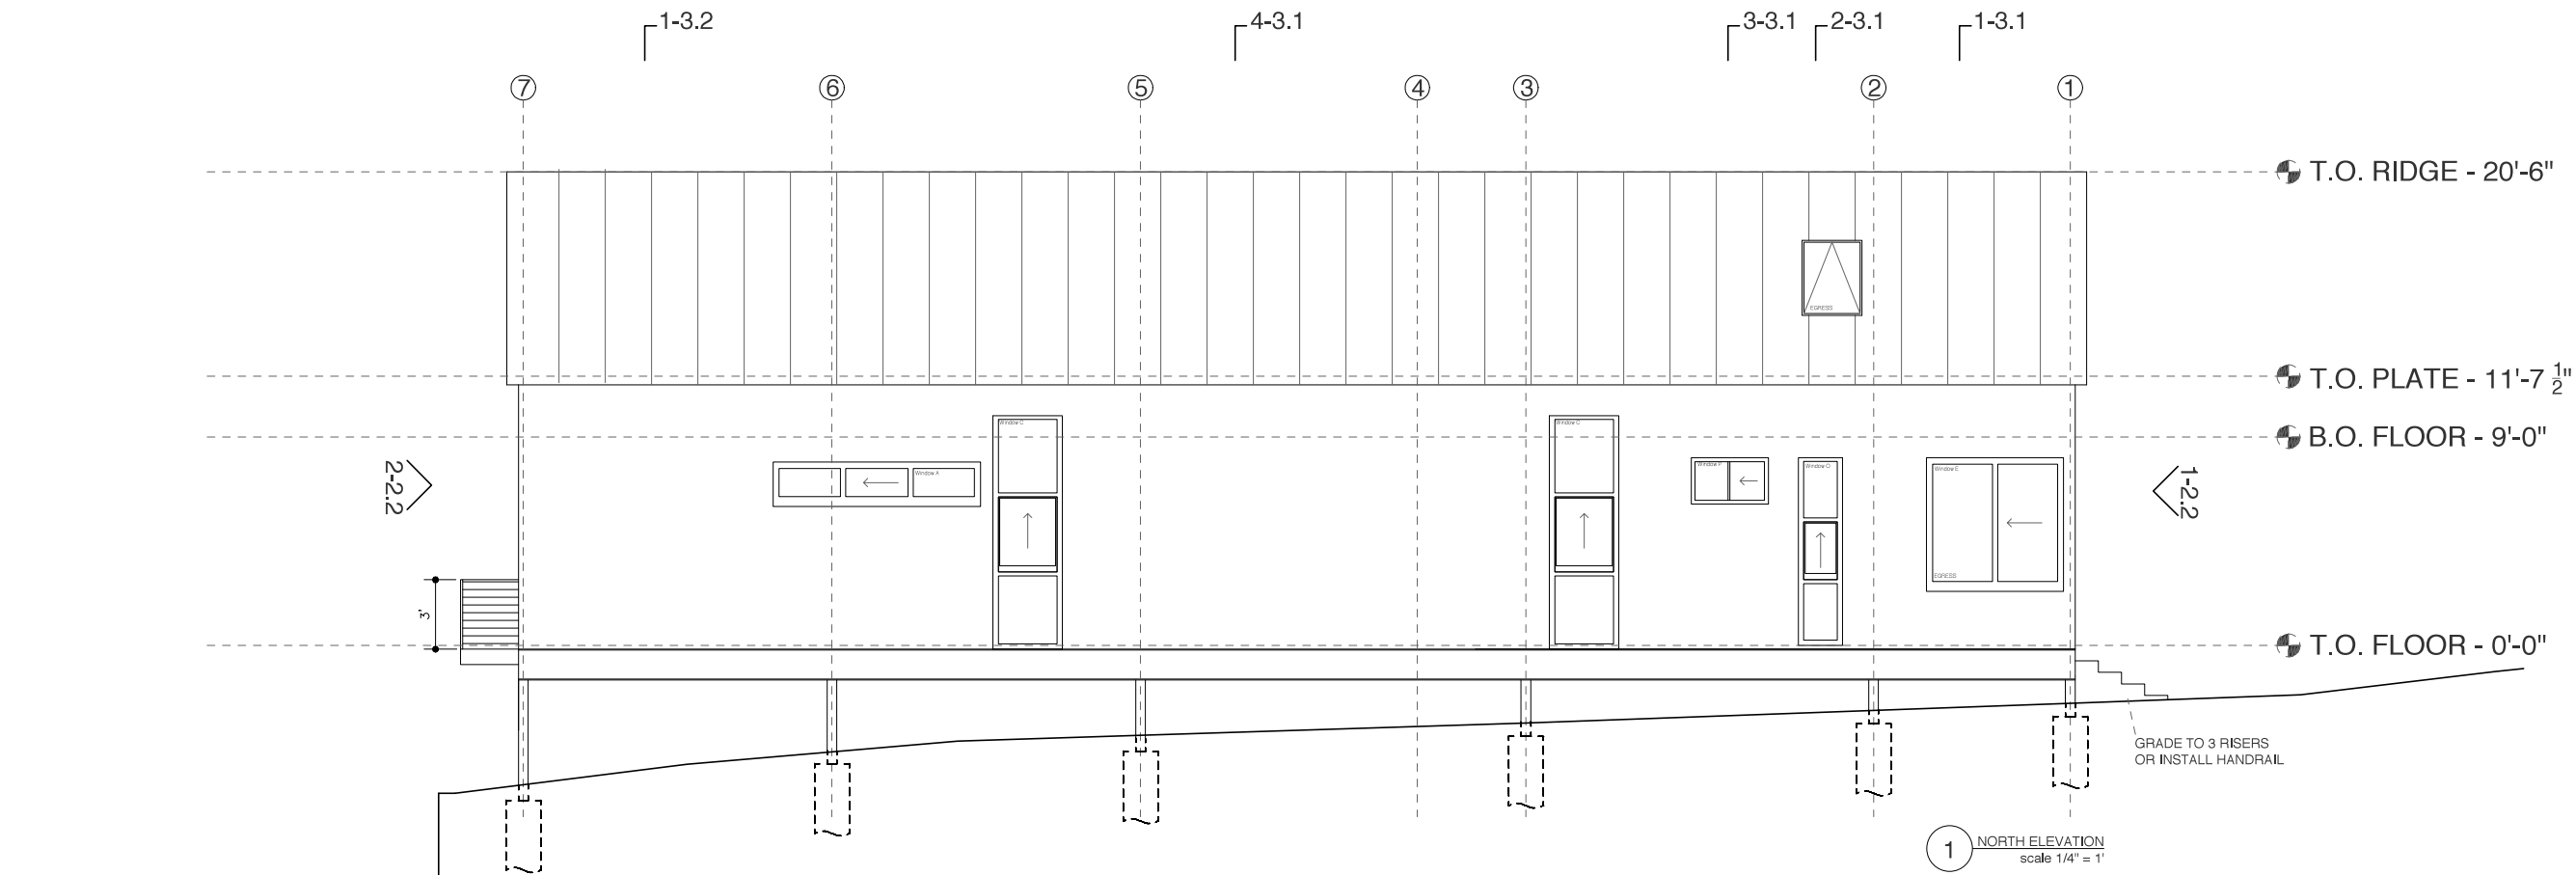 1-3.2
4-3.1
3-3.1
2-3.1
1-3.1
7
6
5
4
3
2
1
T.O. RIDGE - 20'-6"
EGRESS
T.O. PLATE - 11'-7 1/2"
Window C
Window C
B.O. FLOOR - 9'-0"
2-2.2
Window A
Window F
Window D
Window E
1-2.2
EGRESS
3'
T.O. FLOOR - 0'-0"
GRADE TO 3 RISERS
OR INSTALL HANDRAIL
1
NORTH ELEVATION
scale 1/4" = 1'